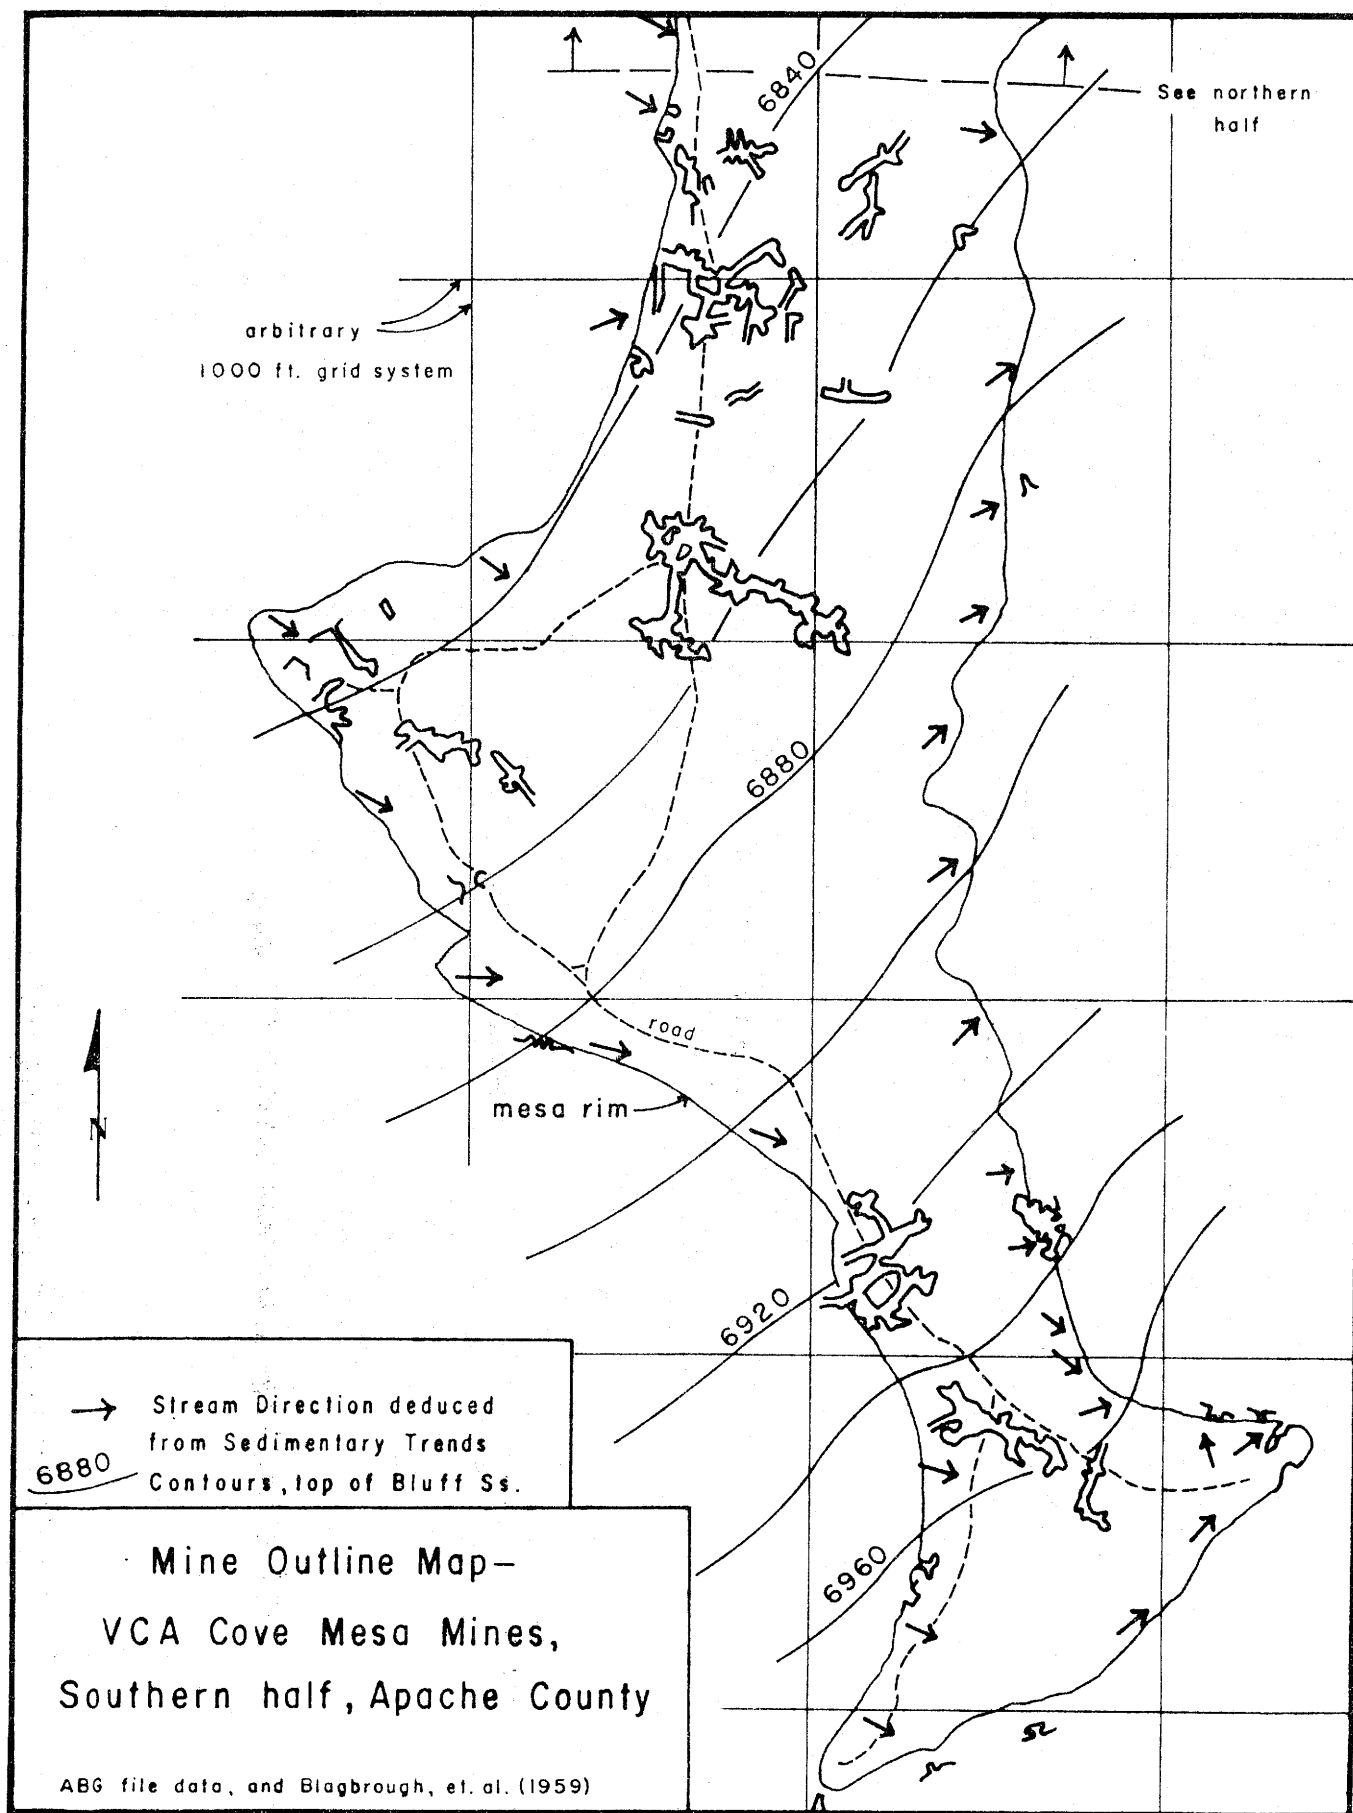 6840
See northern
half
arbitrary
1000 ft. grid system
6880
road
mesa rim
N
6920
→ Stream Direction deduced
from Sedimentary Trends
6880 Contours, top of Bluff Ss.
6960
Mine Outline Map—
VCA Cove Mesa Mines,
Southern half, Apache County
ABG file data, and Blagbrough, et. al. (1959)